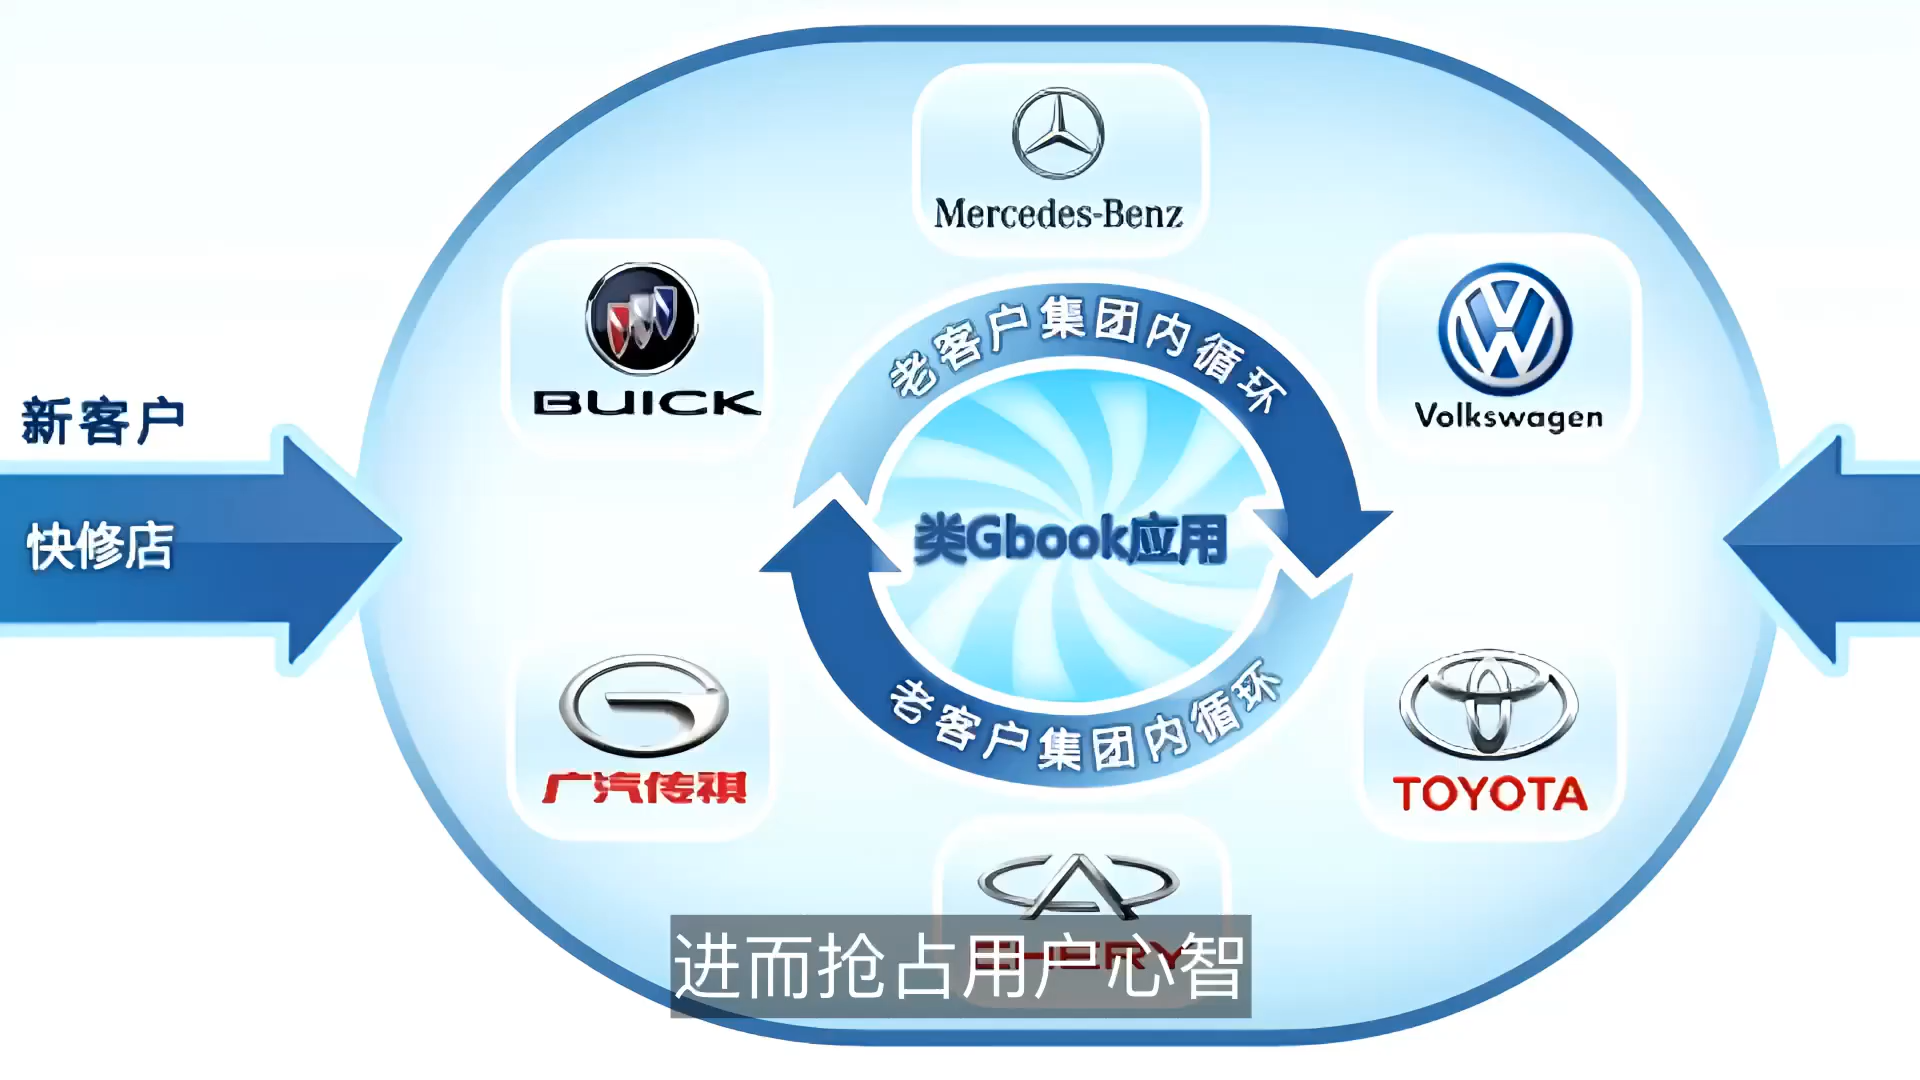 Mercedes-Benz
BUICK
Volkswagen
老客户集团内循环
新客户
快修店
类Gbook应用
广汽传祺
TOYOTA
老客户集团内循环
CHERY
进而抢占用户心智